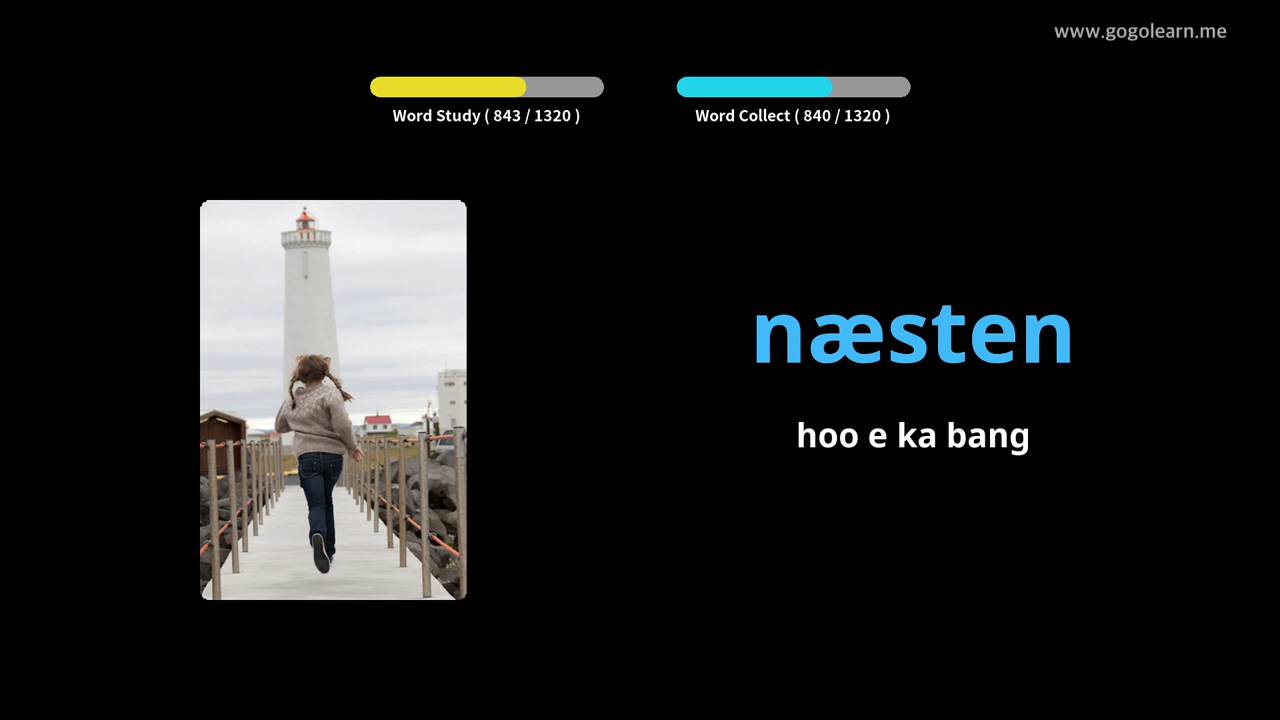 www.gogolearn.me
Word Study ( 843 / 1320 )
Word Collect ( 840 / 1320 )
næsten
hoo e ka bang